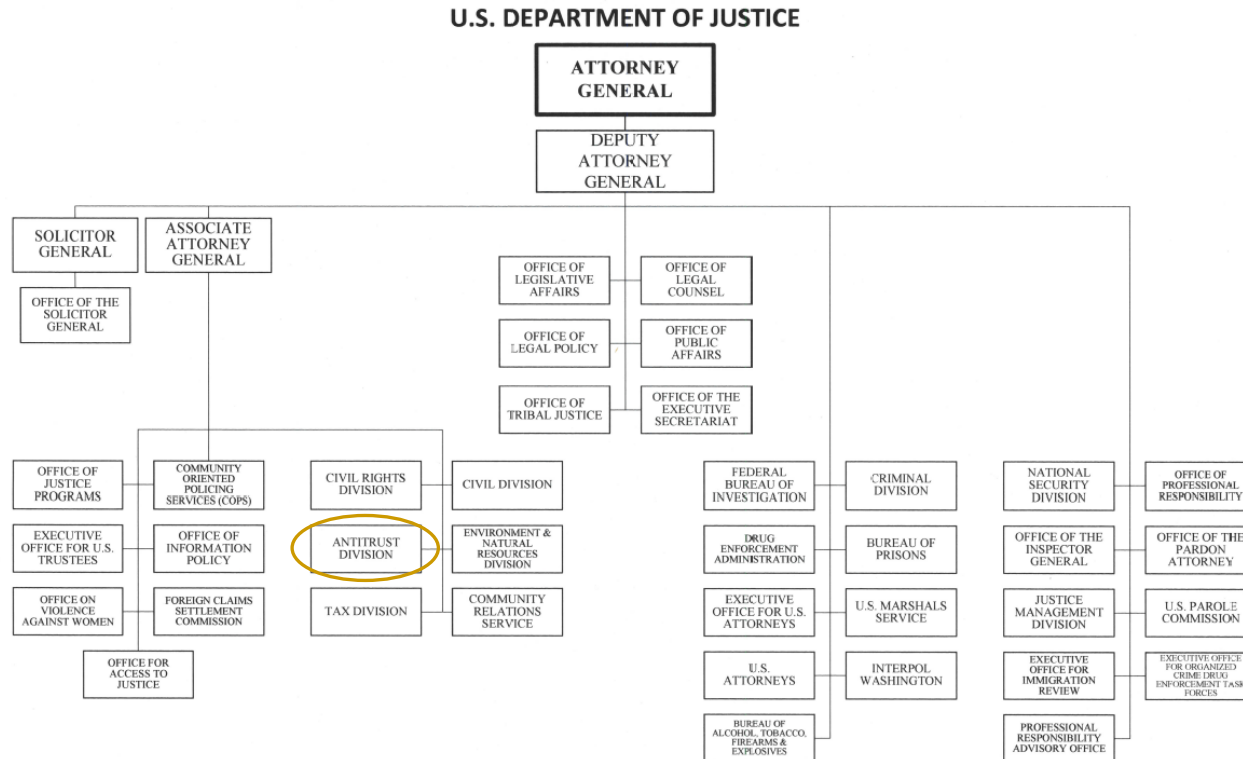 U.S. DEPARTMENT OF JUSTICE
ATTORNEY
GENERAL
DEPUTY
ATTORNEY
GENERAL
SOLICITOR
GENERAL
ASSOCIATE
ATTORNEY
GENERAL
OFFICE OF THE
SOLICITOR
GENERAL
OFFICE OF
LEGISLATIVE
AFFAIRS
OFFICE OF
LEGAL
COUNSEL
OFFICE OF
LEGAL POLICY
OFFICE OF
PUBLIC
AFFAIRS
OFFICE OF
TRIBAL JUSTICE
OFFICE OF THE
EXECUTIVE
SECRETARIAT
OFFICE OF
JUSTICE
PROGRAMS
COMMUNITY
ORIENTED
POLICING
SERVICES (COPS)
EXECUTIVE
OFFICE FOR U.S.
TRUSTEES
OFFICE OF
INFORMATION
POLICY
OFFICE ON
VIOLENCE
AGAINST WOMEN
FOREIGN CLAIMS
SETTLEMENT
COMMISSION
OFFICE FOR
ACCESS TO
JUSTICE
CIVIL RIGHTS
DIVISION
CIVIL DIVISION
ANTITRUST
DIVISION
ENVIRONMENT &
NATURAL
RESOURCES
DIVISION
TAX DIVISION
COMMUNITY
RELATIONS
SERVICE
FEDERAL
BUREAU OF
INVESTIGATION
CRIMINAL
DIVISION
DRUG
ENFORCEMENT
ADMINISTRATION
BUREAU OF
PRISONS
EXECUTIVE
OFFICE FOR U.S.
ATTORNEYS
U.S. MARSHALS
SERVICE
U.S.
ATTORNEYS
INTERPOL
WASHINGTON
BUREAU OF
ALCOHOL, TOBACCO,
FIREARMS &
EXPLOSIVES
NATIONAL
SECURITY
DIVISION
OFFICE OF
PROFESSIONAL
RESPONSIBILITY
OFFICE OF THE
INSPECTOR
GENERAL
OFFICE OF THE
PARDON
ATTORNEY
JUSTICE
MANAGEMENT
DIVISION
U.S. PAROLE
COMMISSION
EXECUTIVE
OFFICE FOR
IMMIGRATION
REVIEW
EXECUTIVE OFFICE
FOR ORGANIZED
CRIME DRUG
ENFORCEMENT TASK
FORCES
PROFESSIONAL
RESPONSIBILITY
ADVISORY OFFICE